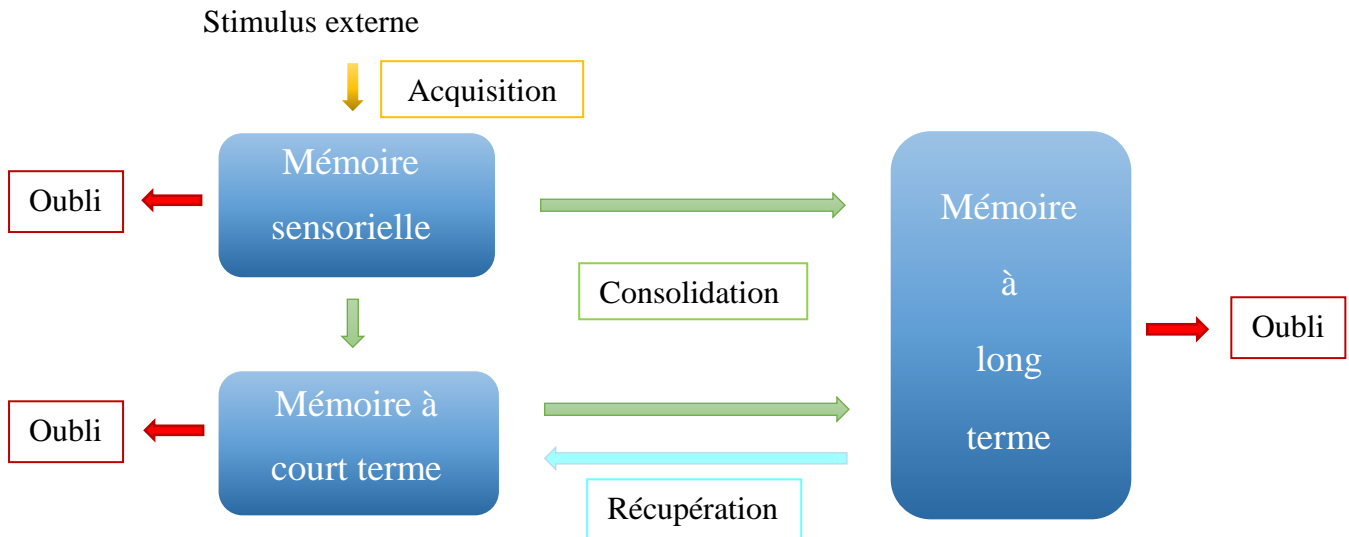 Stimulus externe
Acquisition
Mémoire
sensorielle
Oubli
Consolidation
Mémoire
à
long
terme
Oubli
Mémoire à
court terme
Oubli
Récupération